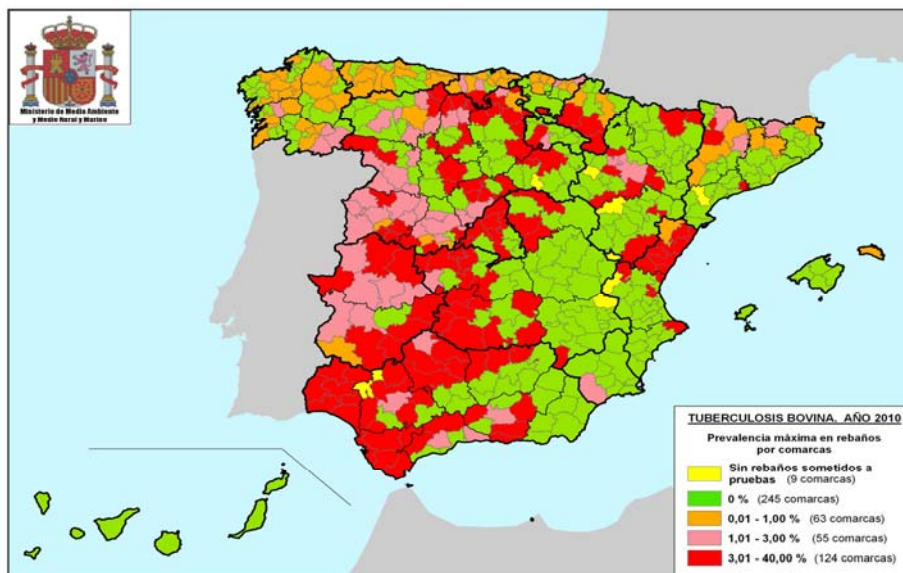 Ministerio de Medio Ambiente
y Medio Rural y Marino
TUBERCULOSIS BOVINA. AÑO 2010
Prevalencia máxima en rebaños
por comarcas
Sin rebaños sometidos a
pruebas (9 comarcas)
0 % (245 comarcas)
0,01 - 1,00 % (63 comarcas)
1,01 - 3,00 % (55 comarcas)
3,01 - 40,00 % (124 comarcas)